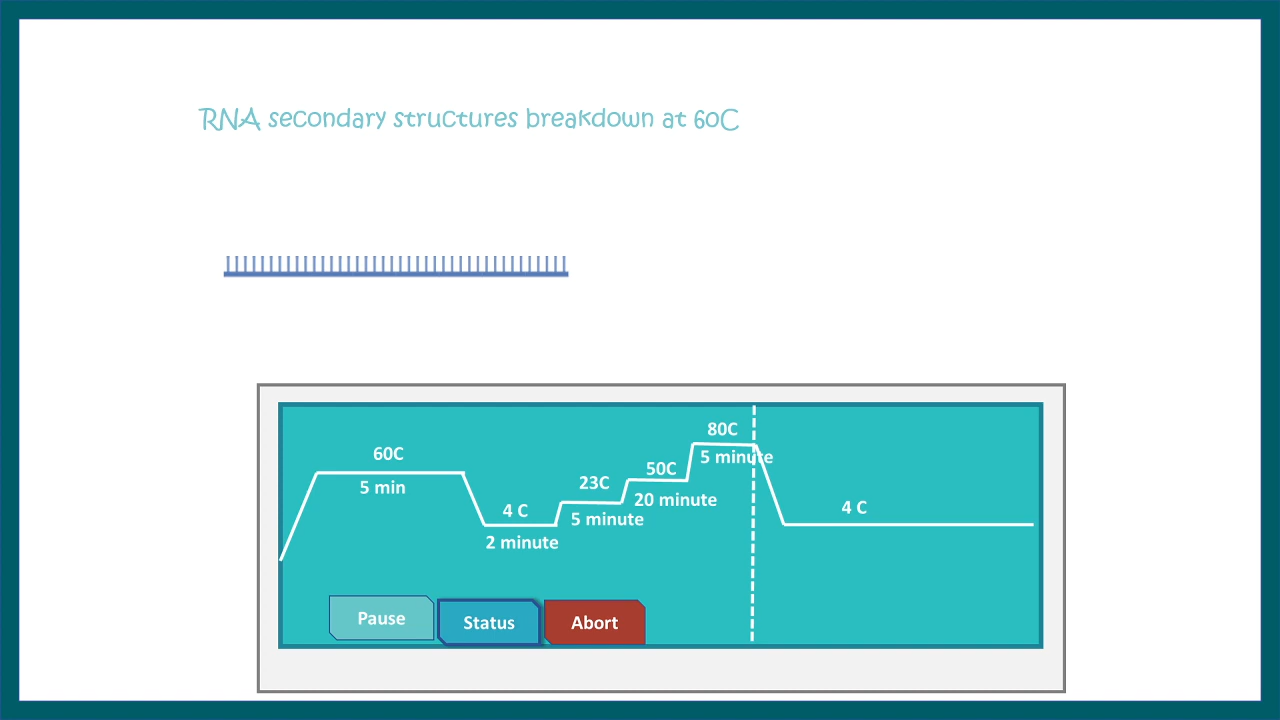 RNA secondary structures breakdown at 60C
80C
60C
5 minute
50C
23C
5 min
20 minute
4 C
4 C
5 minute
2 minute
Pause
Status
Abort